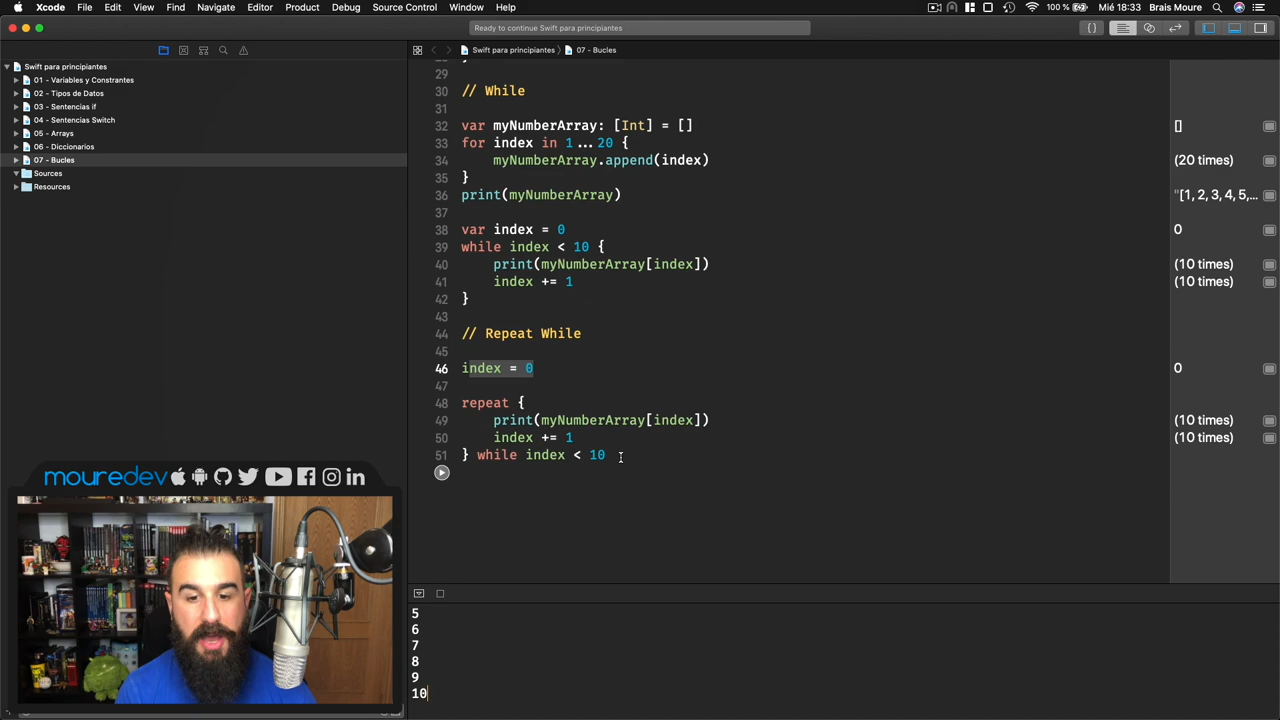 Xcode File Edit View Find Navigate Editor Product Debug Source Control Window Help 100 % Mié 18:33 Brais Moure
Ready to continue Swift para principiantes
Swift para principiantes 07 - Bucles
Swift para principiantes
01 - Variables y Constrantes
02 - Tipos de Datos
03 - Sentencias if
04 - Sentencias Switch
05 - Arrays
06 - Diccionarios
07 - Bucles
Sources
Resources
29
30 // While
31
32 var myNumberArray: [Int] = [] []
33 for index in 1...20 {
34 myNumberArray.append(index) (20 times)
35 }
36 print(myNumberArray) "[1, 2, 3, 4, 5,...
37
38 var index = 0 0
39 while index < 10 {
40 print(myNumberArray[index]) (10 times)
41 index += 1 (10 times)
42 }
43
44 // Repeat While
45
46 index = 0 0
47
48 repeat {
49 print(myNumberArray[index]) (10 times)
50 index += 1 (10 times)
51 } while index < 10
mouredev
5
6
7
8
9
10